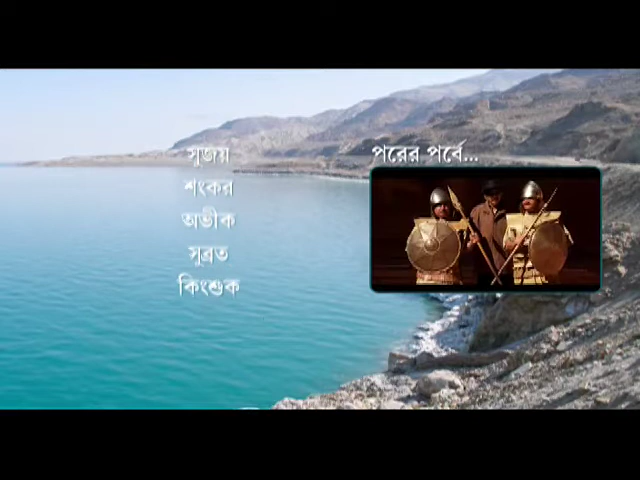 সুজয়
শংকর
অভীক
সুব্রত
কিংশুক
পরের পর্বে...